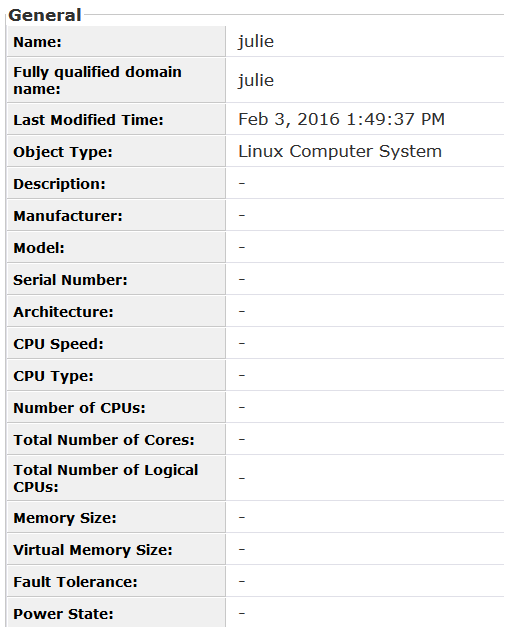 General
Name: julie
Fully qualified domain
name: julie
Last Modified Time: Feb 3, 2016 1:49:37 PM
Object Type: Linux Computer System
Description: -
Manufacturer: -
Model: -
Serial Number: -
Architecture: -
CPU Speed: -
CPU Type: -
Number of CPUs: -
Total Number of Cores: -
Total Number of Logical
CPUs: -
Memory Size: -
Virtual Memory Size: -
Fault Tolerance: -
Power State: -